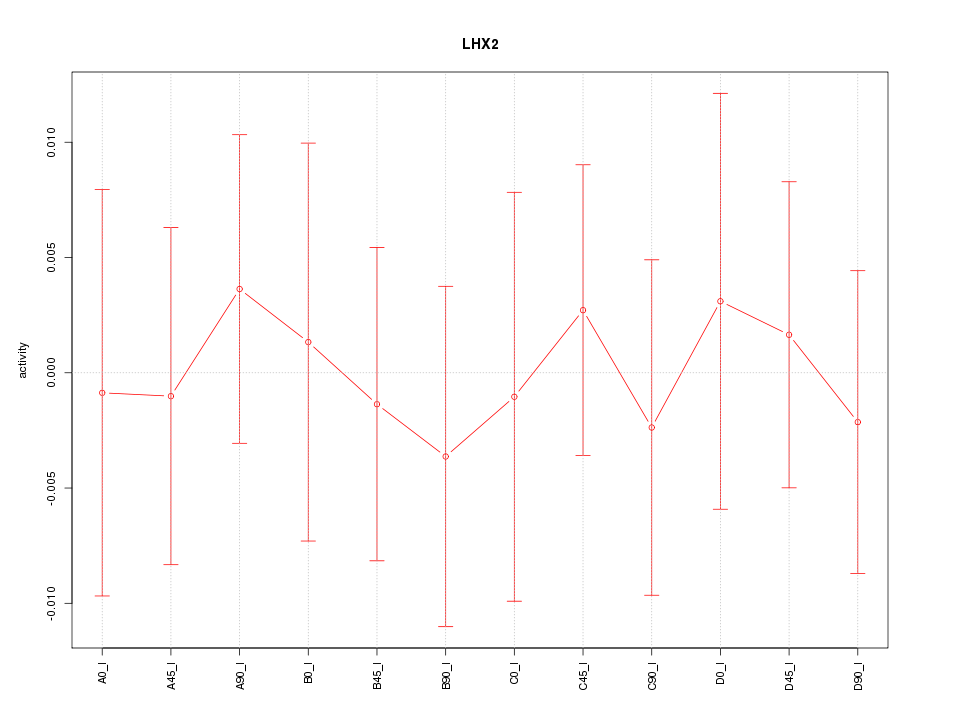 LHX2
activity
0.010
0.005
0.000
-0.005
-0.010
A0_I
A45_I
A90_I
B0_I
B45_I
B90_I
C0_I
C45_I
C90_I
D0_I
D45_I
D90_I